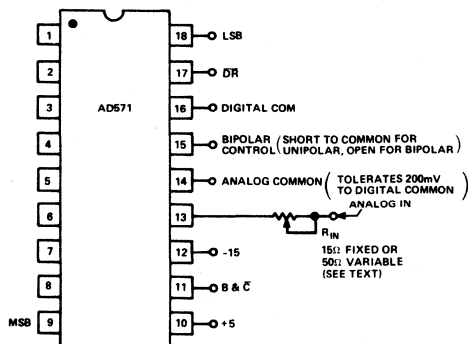 1 18 LSB
2 17 D̅R̅
3 AD571 16 DIGITAL COM
4 15 BIPOLAR CONTROL (SHORT TO COMMON FOR UNIPOLAR, OPEN FOR BIPOLAR)
5 14 ANALOG COMMON (TOLERATES 200mV TO DIGITAL COMMON)
ANALOG IN
6 13
RIN
15Ω FIXED OR
50Ω VARIABLE
(SEE TEXT)
7 12 -15
8 11 B & C̅
MSB 9 10 +5